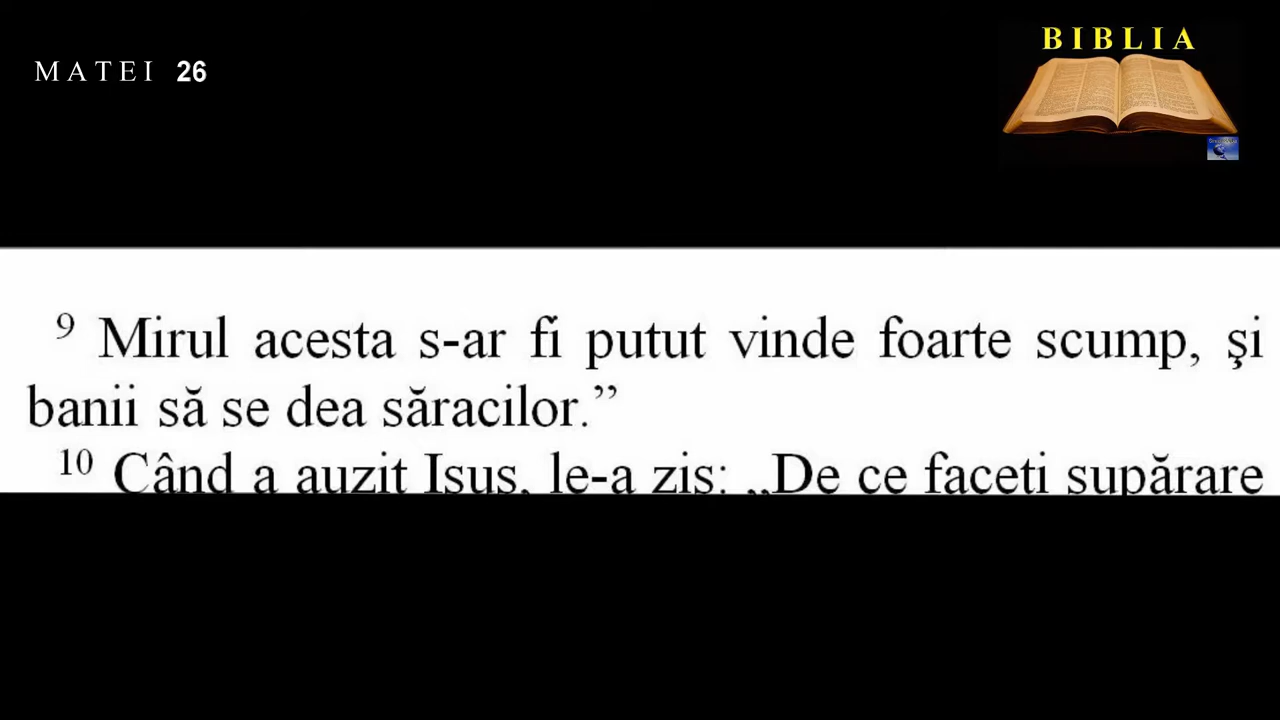 BIBLIA
MATEI 26
9 Mirul acesta s-ar fi putut vinde foarte scump, şi
banii să se dea săracilor.”
10 Când a auzit Isus, le-a zis: „De ce faceţi supărare